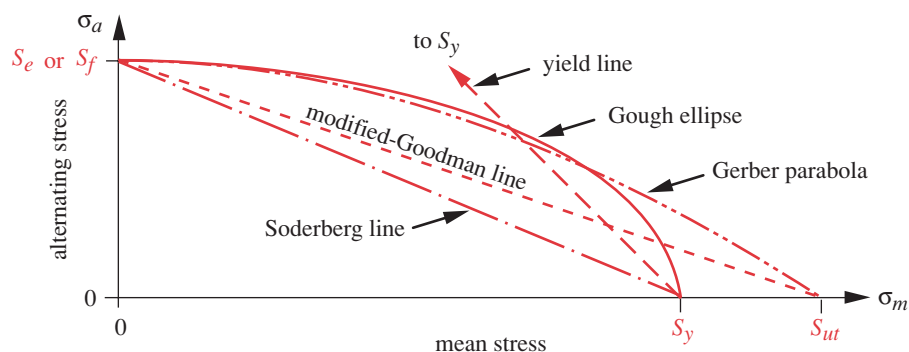 σa
Se or Sf
alternating stress
to Sy
yield line
Gough ellipse
modified-Goodman line
Gerber parabola
Soderberg line
0
σm
0
Sy
Sut
mean stress